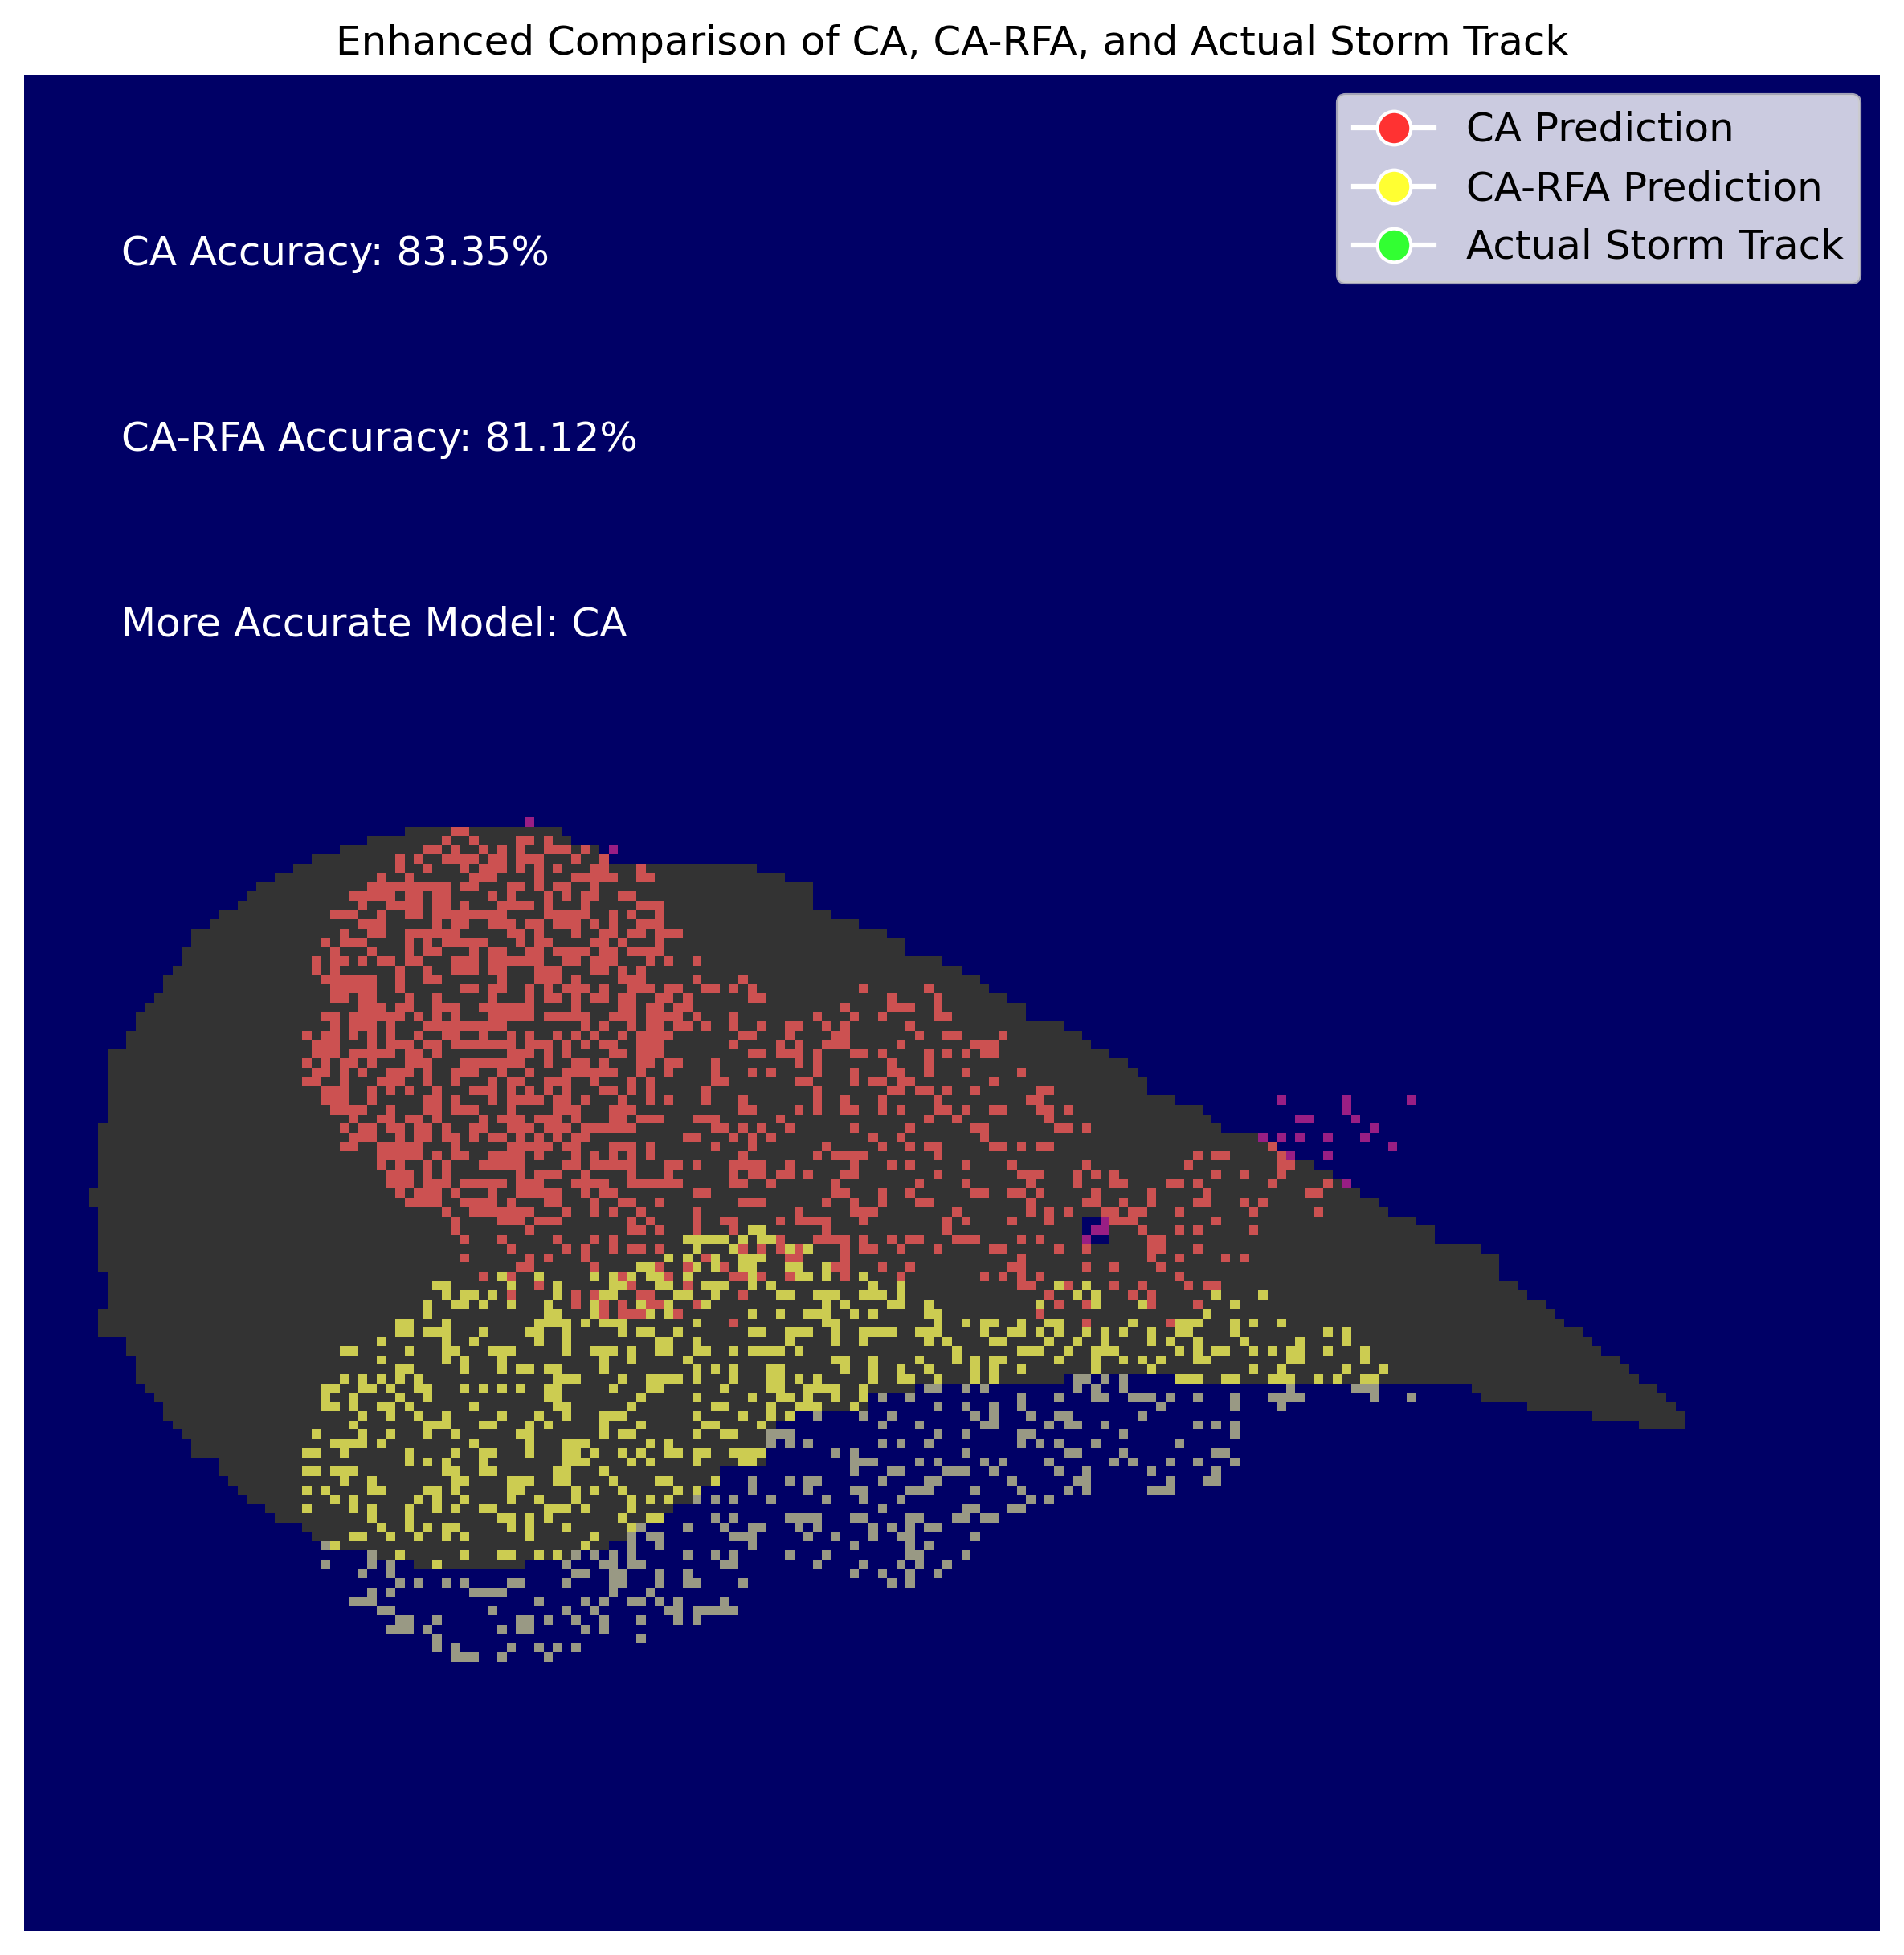 Enhanced Comparison of CA, CA-RFA, and Actual Storm Track
CA Prediction
CA-RFA Prediction
Actual Storm Track
CA Accuracy: 83.35%
CA-RFA Accuracy: 81.12%
More Accurate Model: CA